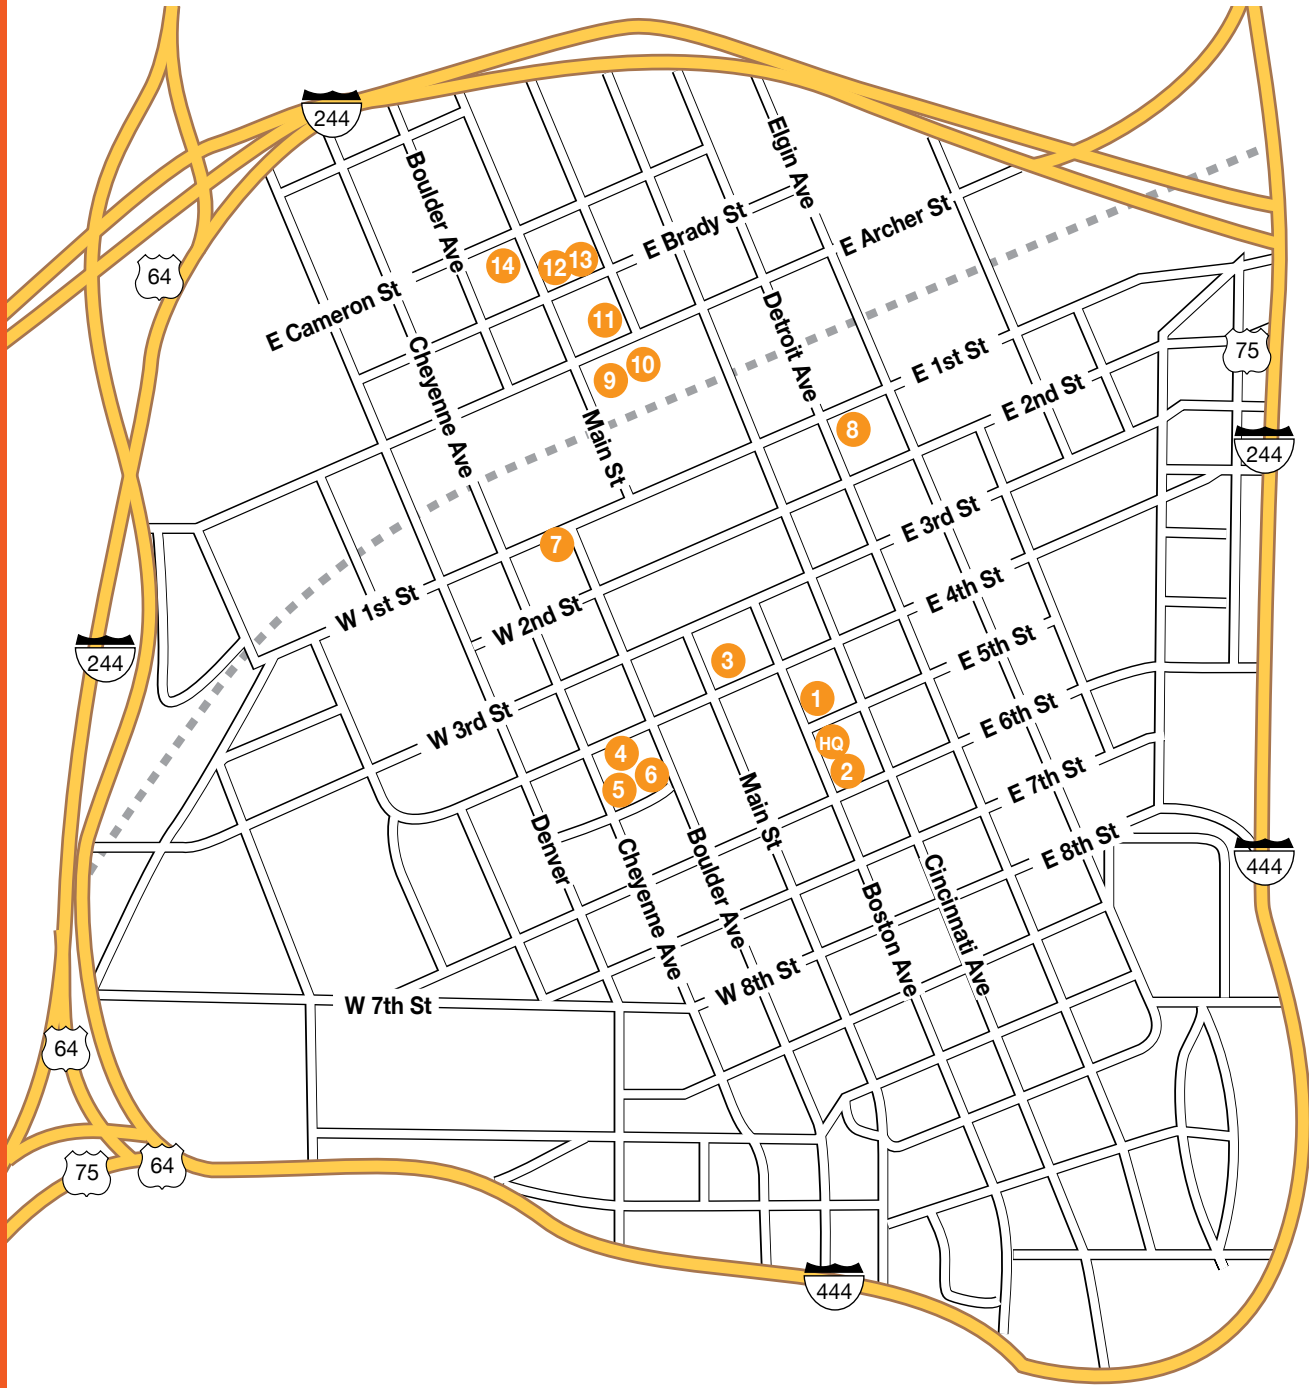 244
Elgin Ave
Boulder Ave
E Brady St
E Archer St
14
12
13
64
E Cameron St
11
Detroit Ave
Cheyenne Ave
E 1st St
75
10
9
E 2nd St
Main St
8
244
E 3rd St
7
W 1st St
E 4th St
W 2nd St
244
E 5th St
3
1
W 3rd St
E 6th St
HQ
4
6
2
5
E 7th St
Main St
Denver
Cheyenne Ave
Boulder Ave
E 8th St
444
Boston Ave
Cincinnati Ave
W 8th St
W 7th St
64
75
64
444